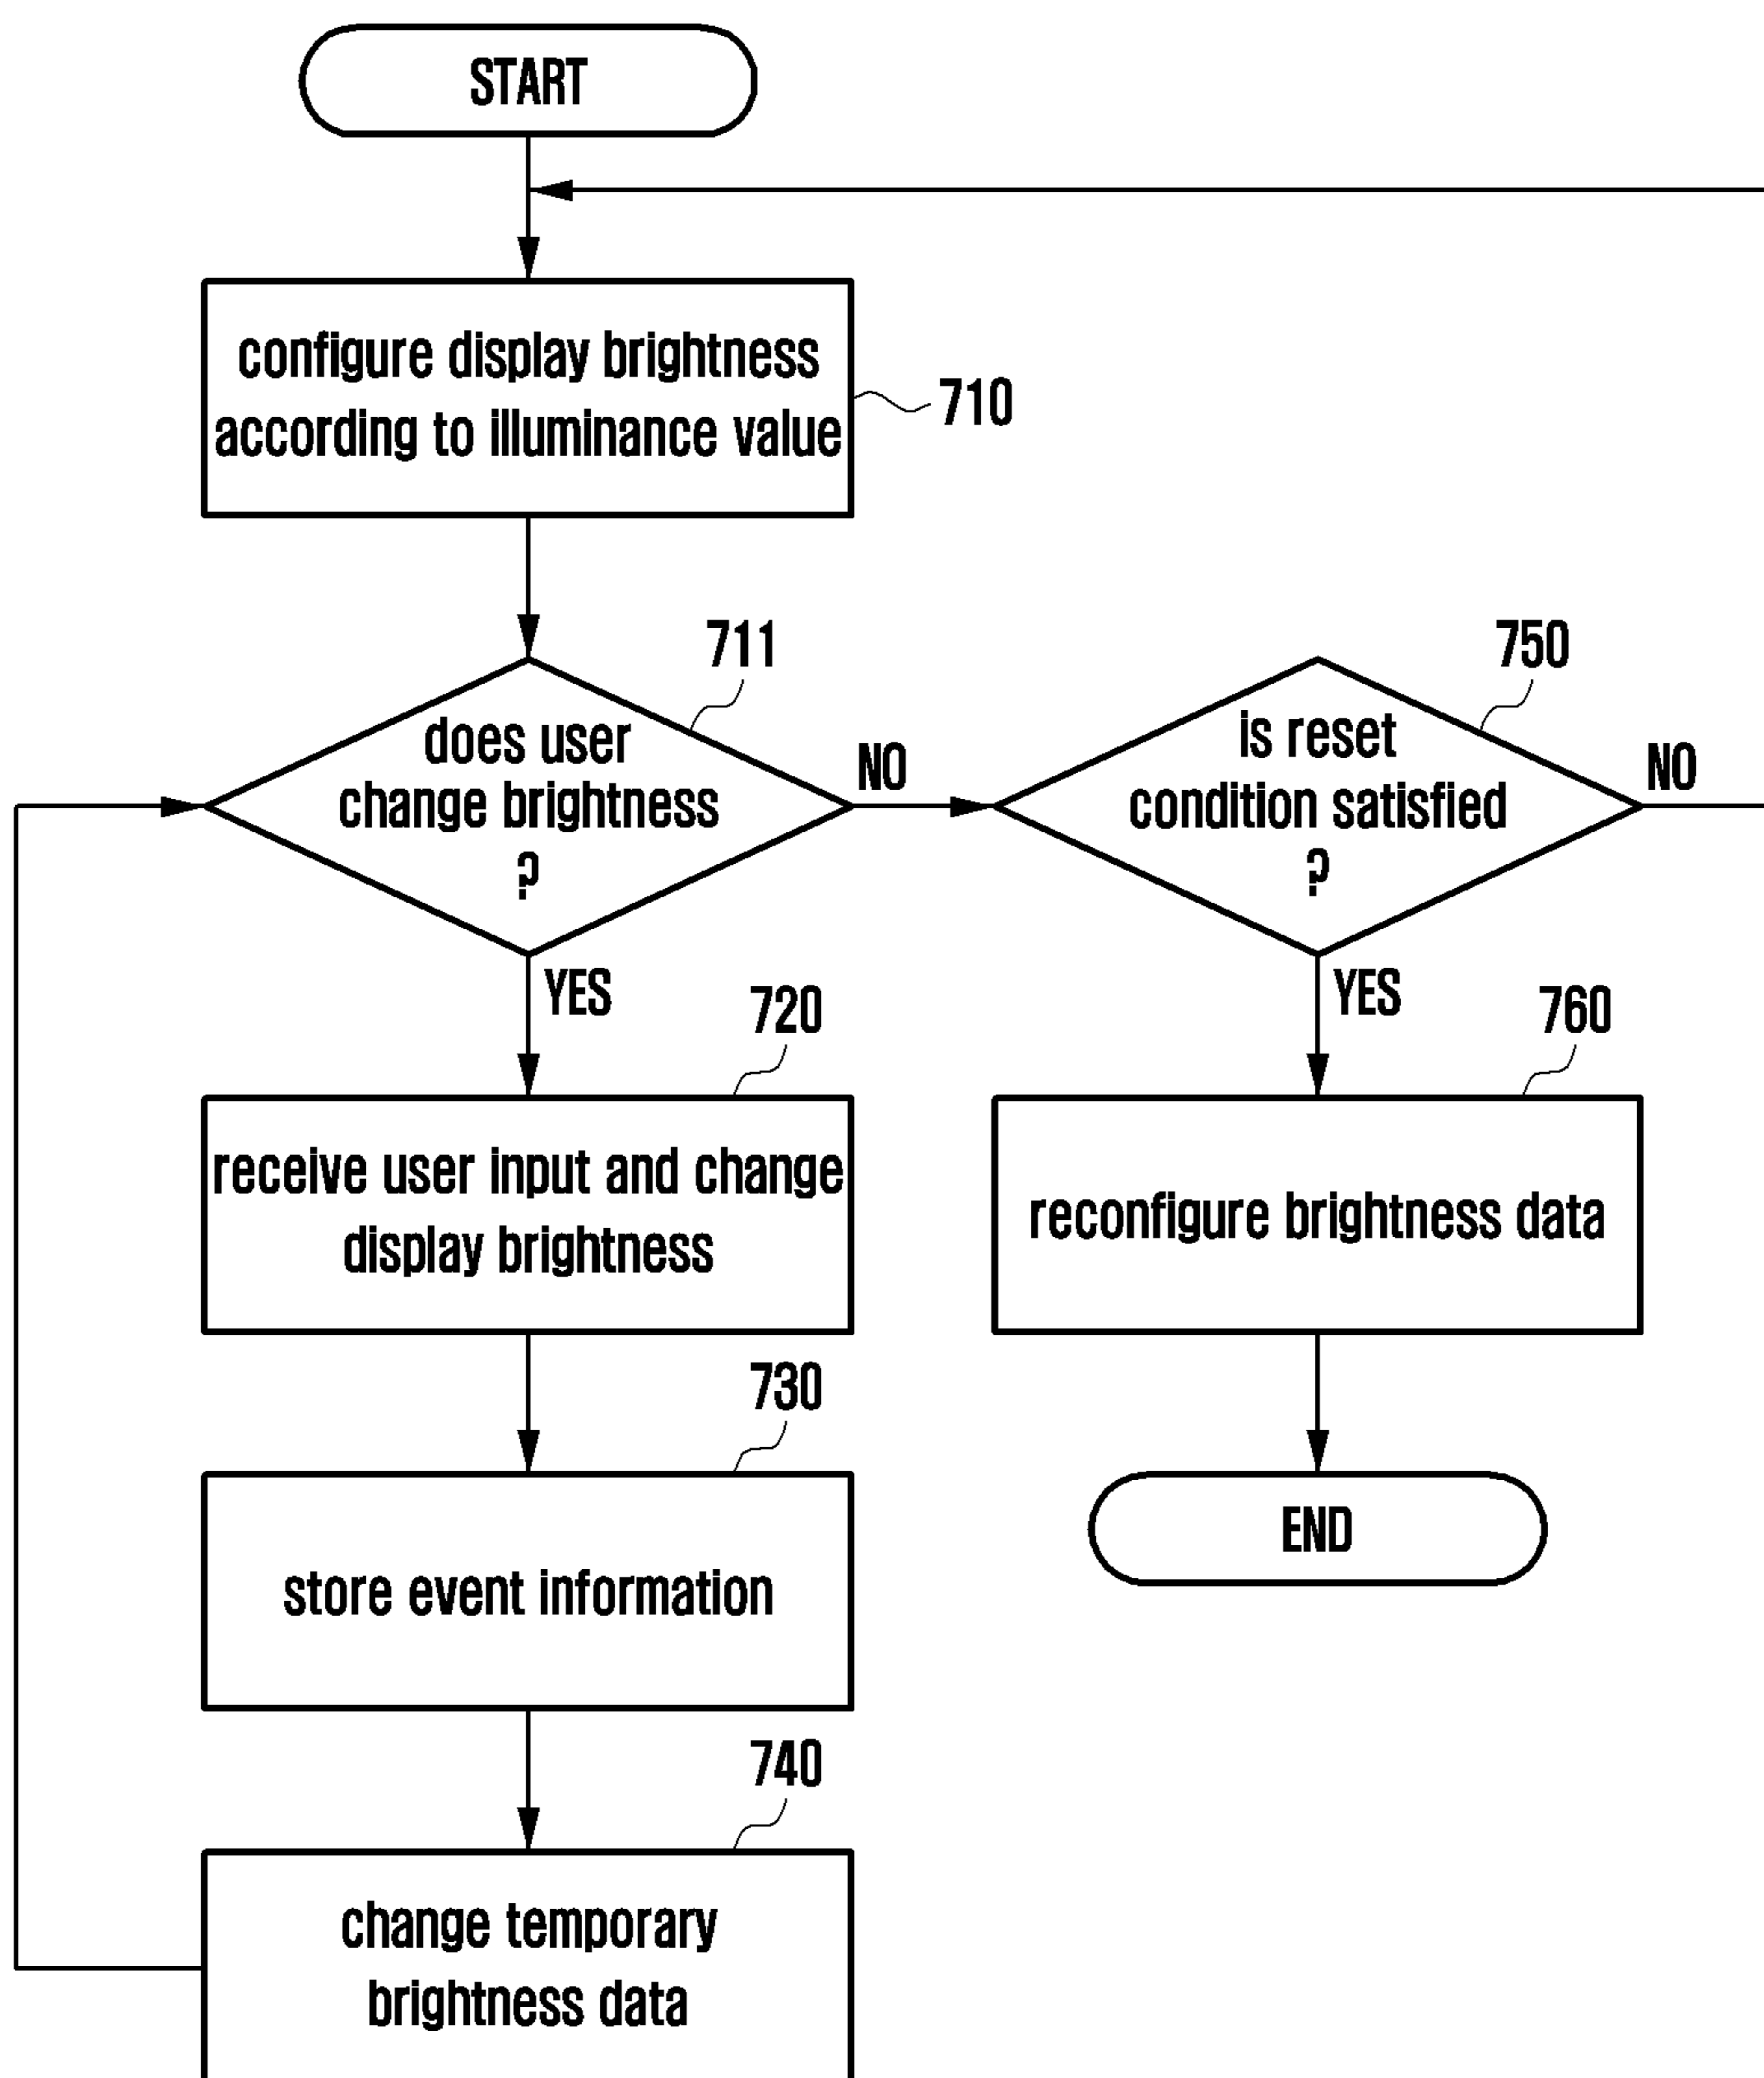 START
configure display brightness
according to illuminance value
710
711
does user
change brightness
?
NO
YES
750
is reset
condition satisfied
?
NO
YES
720
receive user input and change
display brightness
760
reconfigure brightness data
730
store event information
END
740
change temporary
brightness data